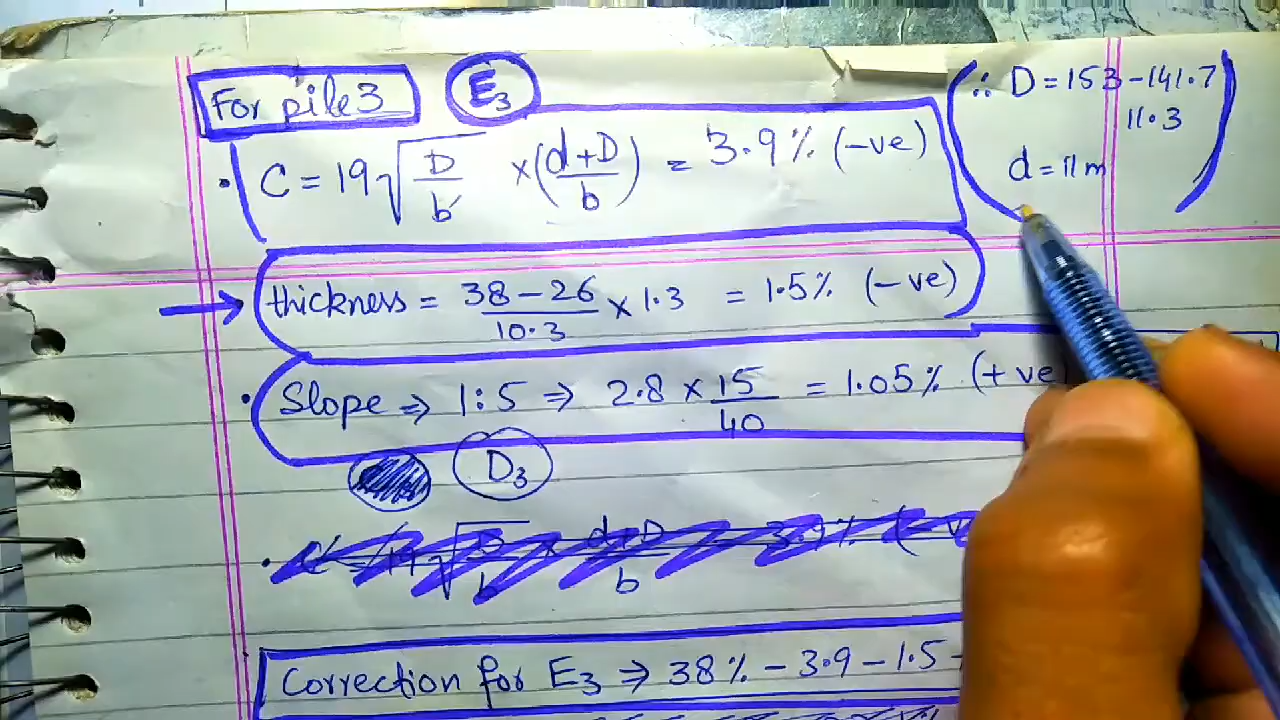 For pile 3 E₃
∴ D = 153 - 141.7
11.3
d = 11 m
• C = 19√(D/b) × (d+D/b) = 3.9% (-ve)
→ thickness = 38 - 26/10.3 × 1.3 = 1.5% (-ve)
• Slope ⇒ 1:5 ⇒ 2.8 × 15/40 = 1.05% (+ve
D₃
Correction for E₃ ⇒ 38% - 3.9 - 1.5